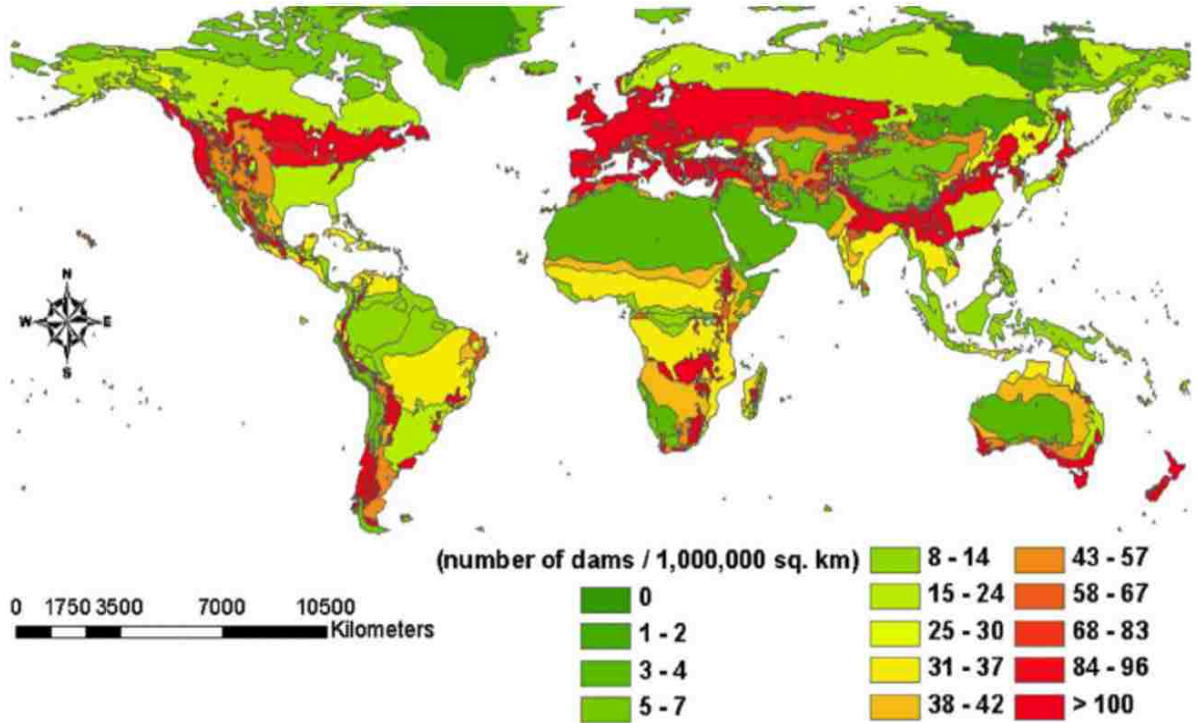 N
W E
S
(number of dams / 1,000,000 sq. km)
0
1 - 2
3 - 4
5 - 7
8 - 14
15 - 24
25 - 30
31 - 37
38 - 42
43 - 57
58 - 67
68 - 83
84 - 96
> 100
0 1750 3500 7000 10500
Kilometers